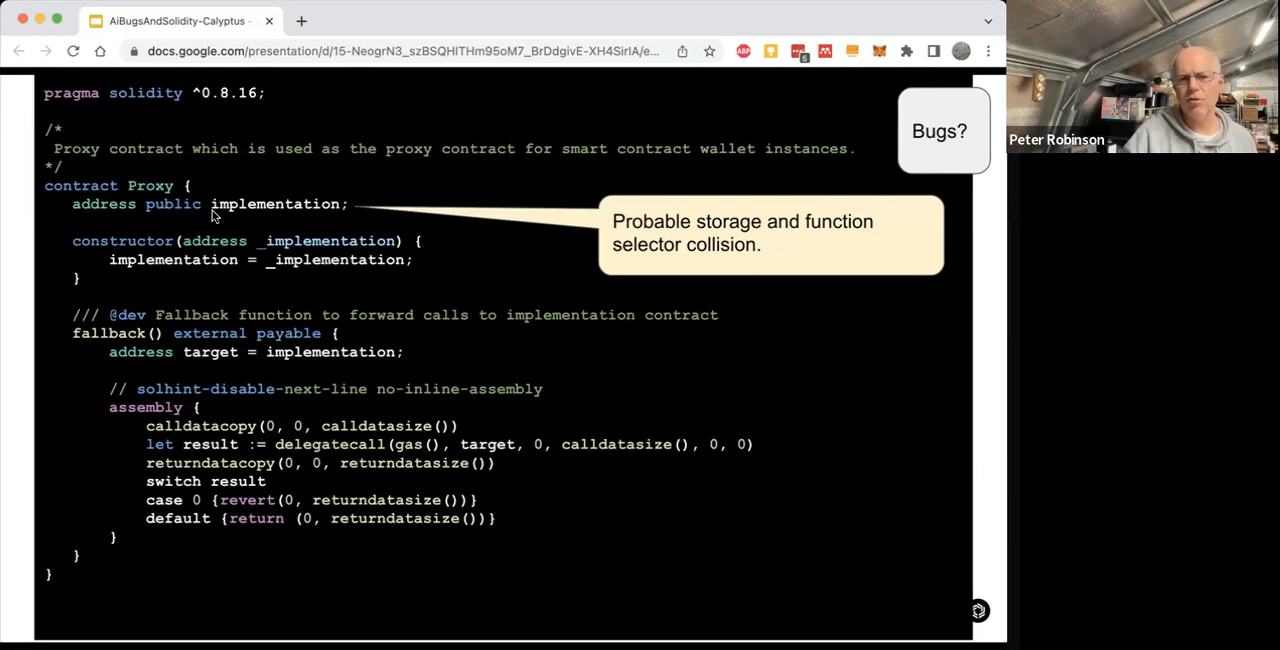 AiBugsAndSolidity-Calyptus -
docs.google.com/presentation/d/15-NeogrN3_szBSQHlTHm95oM7_BrDdgivE-XH4SirIA/e...
ABP
5
pragma solidity ^0.8.16;
Bugs?
/*
Proxy contract which is used as the proxy contract for smart contract wallet instances.
*/
Peter Robinson
contract Proxy {
address public implementation;
Probable storage and function
selector collision.
constructor(address _implementation) {
implementation = _implementation;
}
/// @dev Fallback function to forward calls to implementation contract
fallback() external payable {
address target = implementation;
// solhint-disable-next-line no-inline-assembly
assembly {
calldatacopy(0, 0, calldatasize())
let result := delegatecall(gas(), target, 0, calldatasize(), 0, 0)
returndatacopy(0, 0, returndatasize())
switch result
case 0 {revert(0, returndatasize())}
default {return (0, returndatasize())}
}
}
}